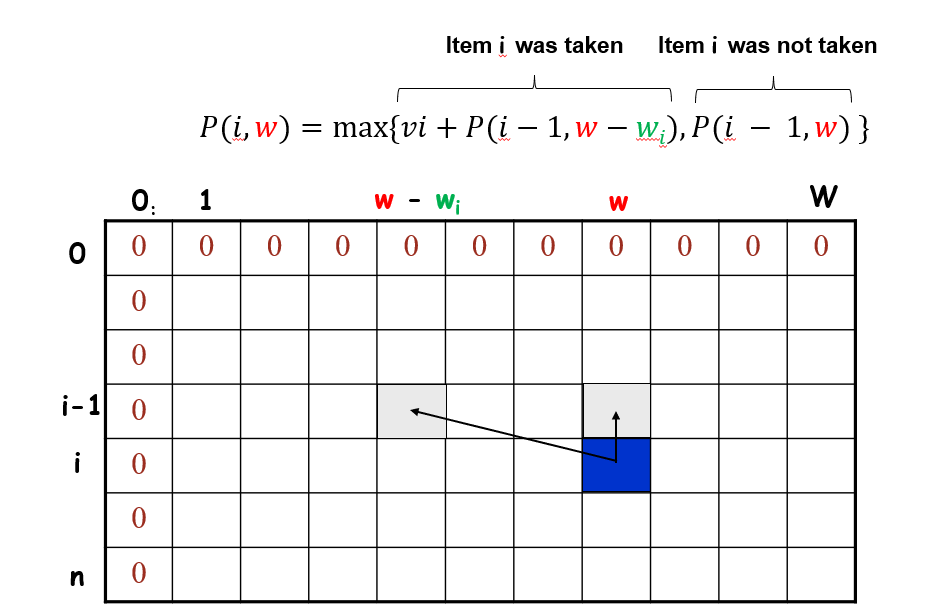 Item i was taken Item i was not taken
P(i, w) = max{vi + P(i − 1, w − wᵢ), P(i − 1, w) }
0: 1 w - wᵢ w W
0 0 0 0 0 0 0 0 0 0 0 0
0
0
i-1 0
i 0
0
n 0